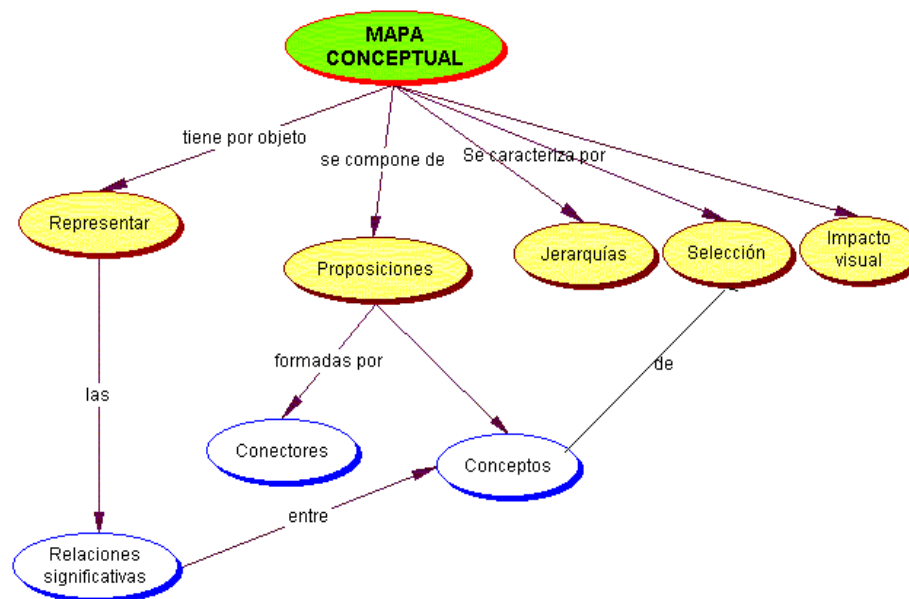 MAPA
CONCEPTUAL
tiene por objeto
se compone de
Se caracteriza por
Representar
Proposiciones
Jerarquías
Selección
Impacto
visual
formadas por
de
las
Conectores
Conceptos
entre
Relaciones
significativas